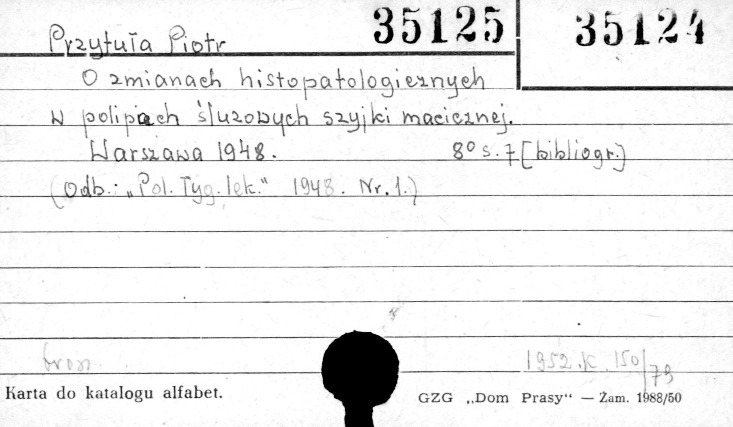 35125 35124
Przytuła Piotr
O zmianach histopatologicznych
w polipach śluzowych szyjki macicznej.
Warszawa 1948. 8° s. 7 [bibliogr.]
(Odb.: „Pol. Tyg. lek.” 1948. Nr. 1.)
bron. 1952.K.150/79
Karta do katalogu alfabet. GZG „Dom Prasy” — Zam. 1988/50